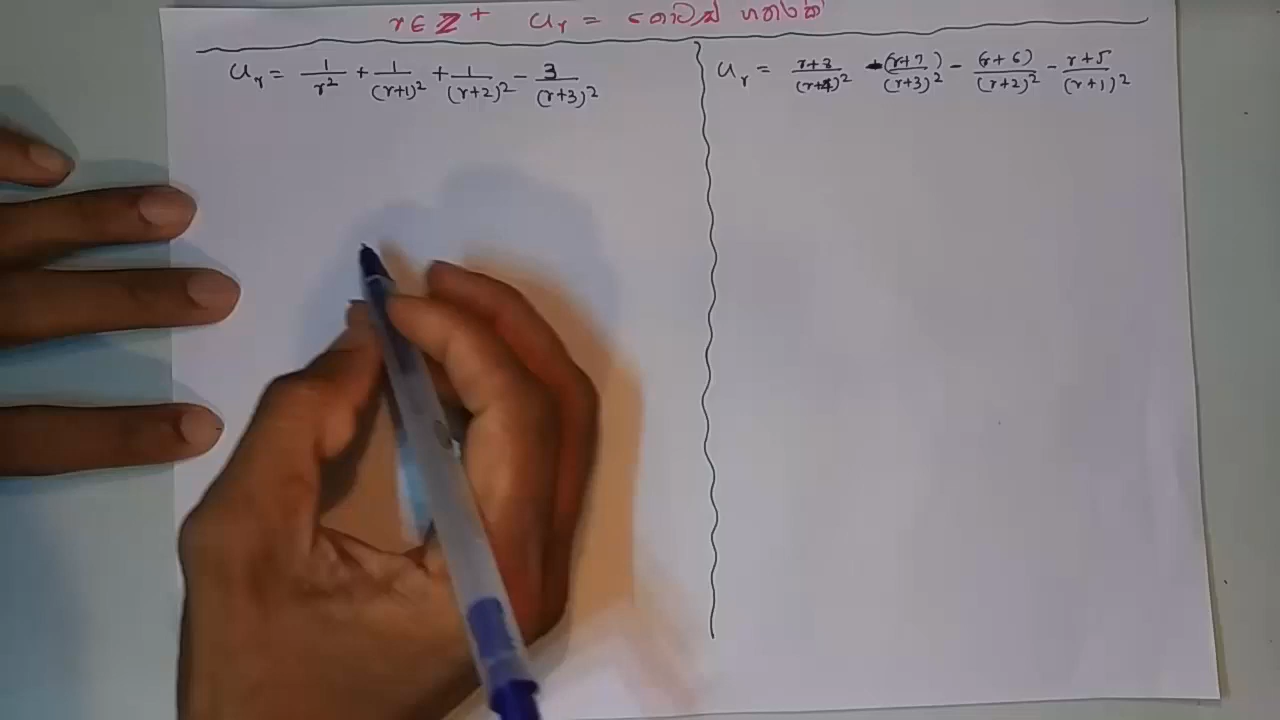 r ∈ ℤ⁺ Uᵣ =
Uᵣ = 1/r² + 1/(r+1)² + 1/(r+2)² − 3/(r+3)²
Uᵣ = r+8/(r+4)² − (r+7)/(r+3)² − (r+6)/(r+2)² − r+5/(r+1)²